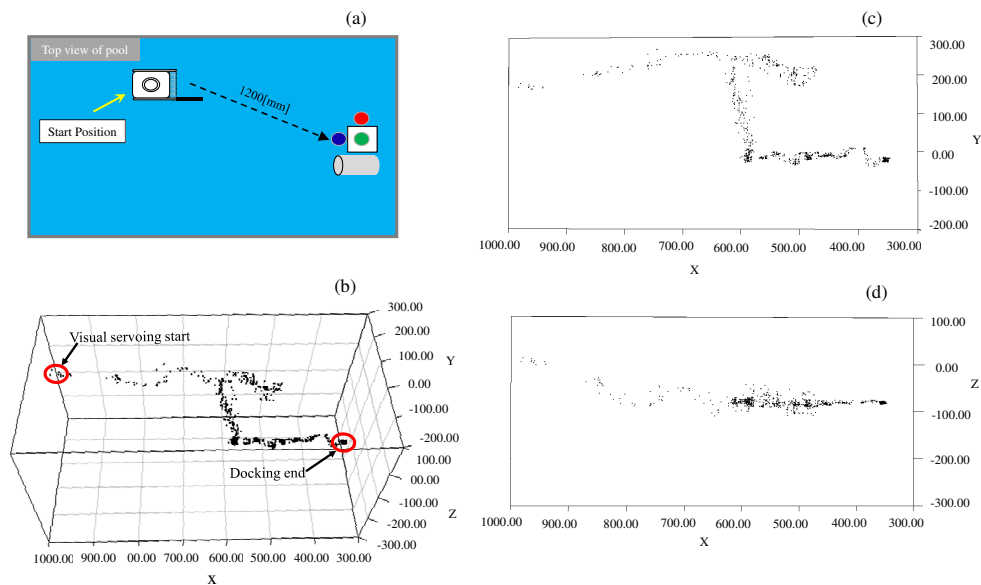 (a)
Top view of pool
1200[mm]
Start Position
(b)
Visual servoing start
Docking end
300.00
200.00
100.00
0.00
-100.00
-200.00
Y
100.00
00.00
-100.00
-200.00
-300.00
Z
1000.00 900.00 00.00 700.00 600.00 500.00 400.00 300.00
X
(c)
300.00
200.00
100.00
0.00
-100.00
-200.00
Y
1000.00 900.00 800.00 700.00 600.00 500.00 400.00 300.00
X
(d)
100.00
0.00
-100.00
-200.00
-300.00
Z
1000.00 900.00 800.00 700.00 600.00 500.00 400.00 300.00
X